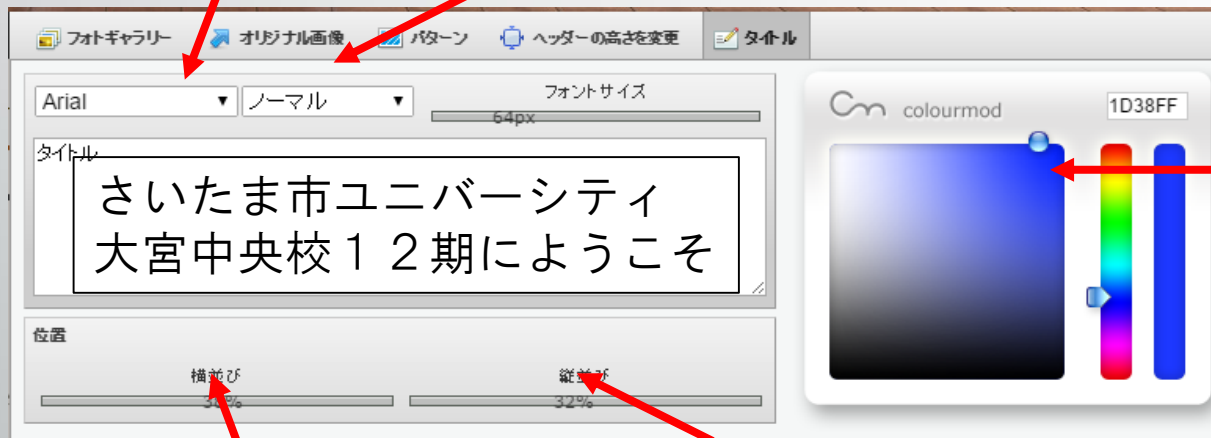 フォトギャラリー オリジナル画像 パターン ヘッダーの高さを変更 タイトル
Arial ノーマル フォントサイズ
64px
タイトル
さいたま市ユニバーシティ
大宮中央校１２期にようこそ
位置
横並び 縦並び
38% 32%
Cm colourmod 1D38FF